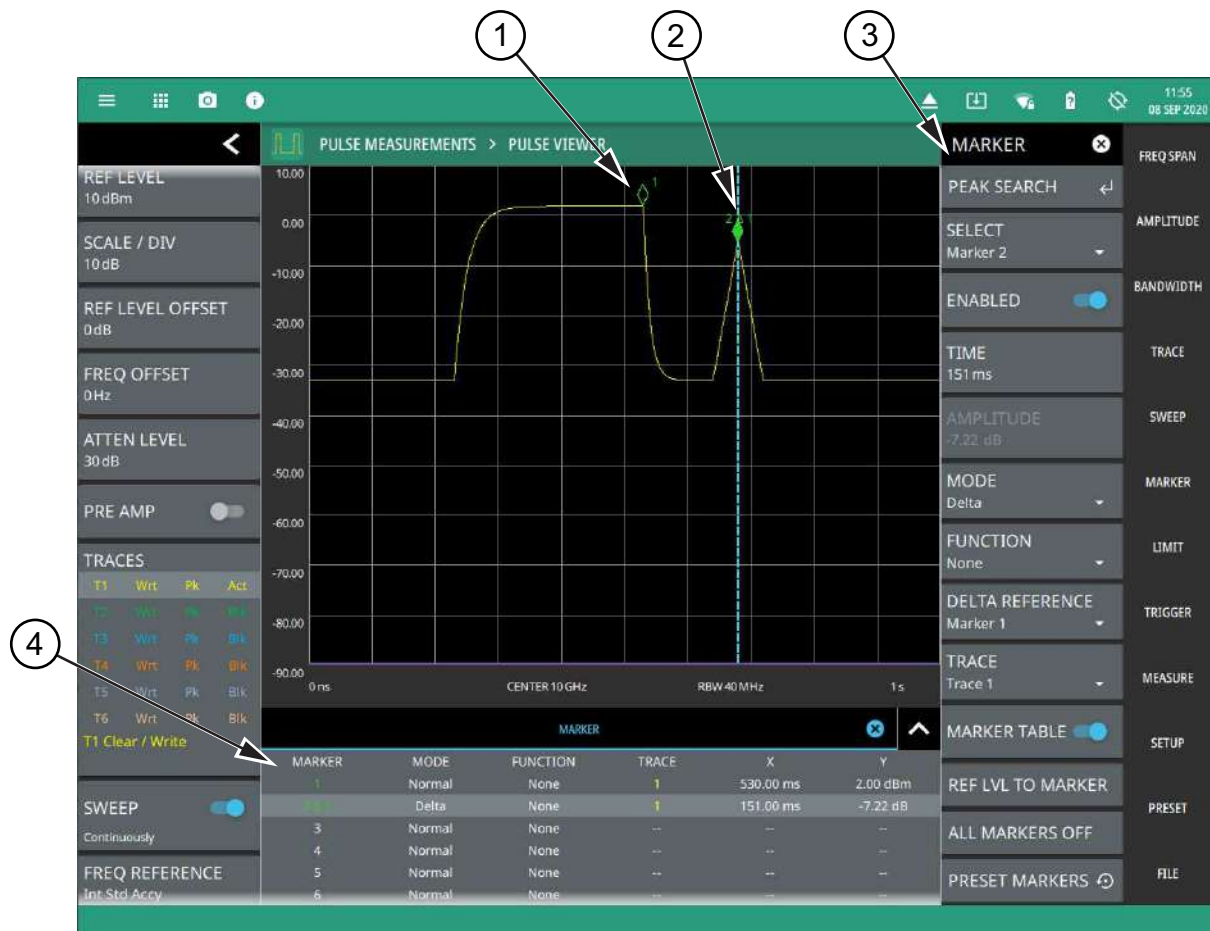 1
2
3
4
11:55
08 SEP 2020
PULSE MEASUREMENTS > PULSE VIEWER
REF LEVEL
10 dBm
SCALE / DIV
10 dB
REF LEVEL OFFSET
0 dB
FREQ OFFSET
0 Hz
ATTEN LEVEL
30 dB
PRE AMP
TRACES
T1 Wrt Pk Act
T2 Wrt Pk Blk
T3 Wrt Pk Blk
T4 Wrt Pk Blk
T5 Wrt Pk Blk
T6 Wrt Pk Blk
T1 Clear / Write
SWEEP
Continuously
FREQ REFERENCE
Int Std Accy
10.00
0.00
-10.00
-20.00
-30.00
-40.00
-50.00
-60.00
-70.00
-80.00
-90.00
1
0 ns
CENTER 10 GHz
RBW 40 MHz
1 s
MARKER
MARKER MODE FUNCTION TRACE X Y
1 Normal None 1 530.00 ms 2.00 dBm
Delta None 1 151.00 ms -7.22 dB
3 Normal None -- -- --
4 Normal None -- -- --
5 Normal None -- -- --
6 Normal None -- -- --
MARKER
PEAK SEARCH
SELECT
Marker 2
ENABLED
TIME
151 ms
AMPLITUDE
-7.22 dB
MODE
Delta
FUNCTION
None
DELTA REFERENCE
Marker 1
TRACE
Trace 1
MARKER TABLE
REF LVL TO MARKER
ALL MARKERS OFF
PRESET MARKERS
FREQ SPAN
AMPLITUDE
BANDWIDTH
TRACE
SWEEP
MARKER
LIMIT
TRIGGER
MEASURE
SETUP
PRESET
FILE